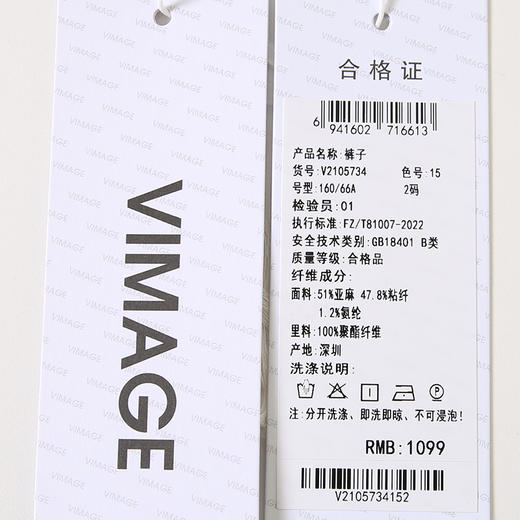 VIMAGE
合格证
6 941602 716613
产品名称:裤子
货号:V2105734 色号:15
号型:160/66A 2码
检验员:01
执行标准:FZ/T81007-2022
安全技术类别:GB18401 B类
质量等级:合格品
纤维成分:
面料:51%亚麻 47.8%粘纤
1.2%氨纶
里料:100%聚酯纤维
产地:深圳
洗涤说明:
注:分开洗涤、即洗即晾、不可浸泡!
RMB:1099
V2105734152